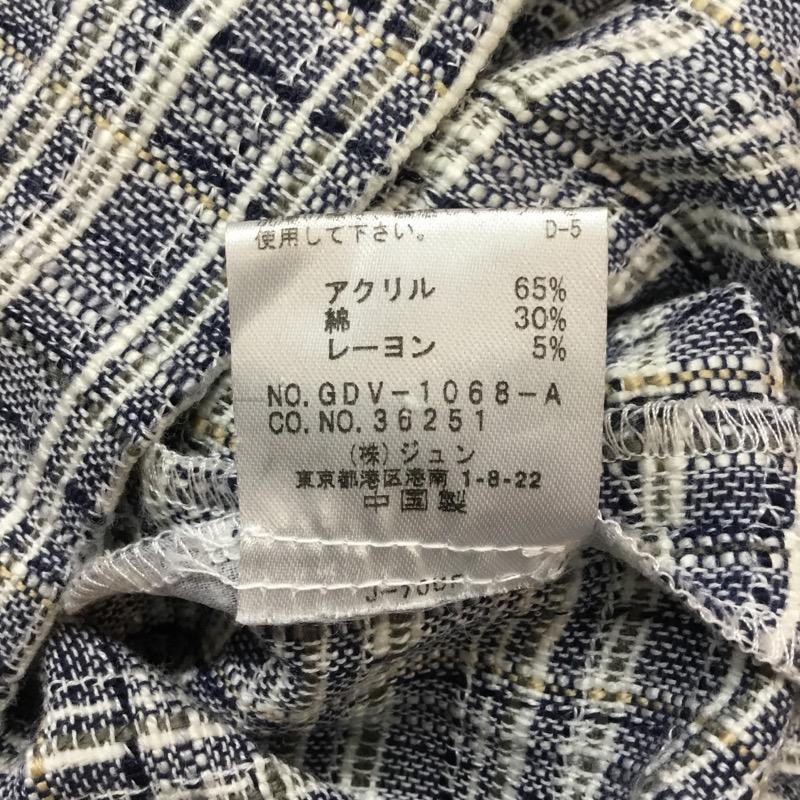 使用して下さい。 D-5
アクリル 65%
綿 30%
レーヨン 5%
NO.GDV-1068-A
CO.NO.36251
(株)ジュン
東京都港区港南 1-8-22
中国製